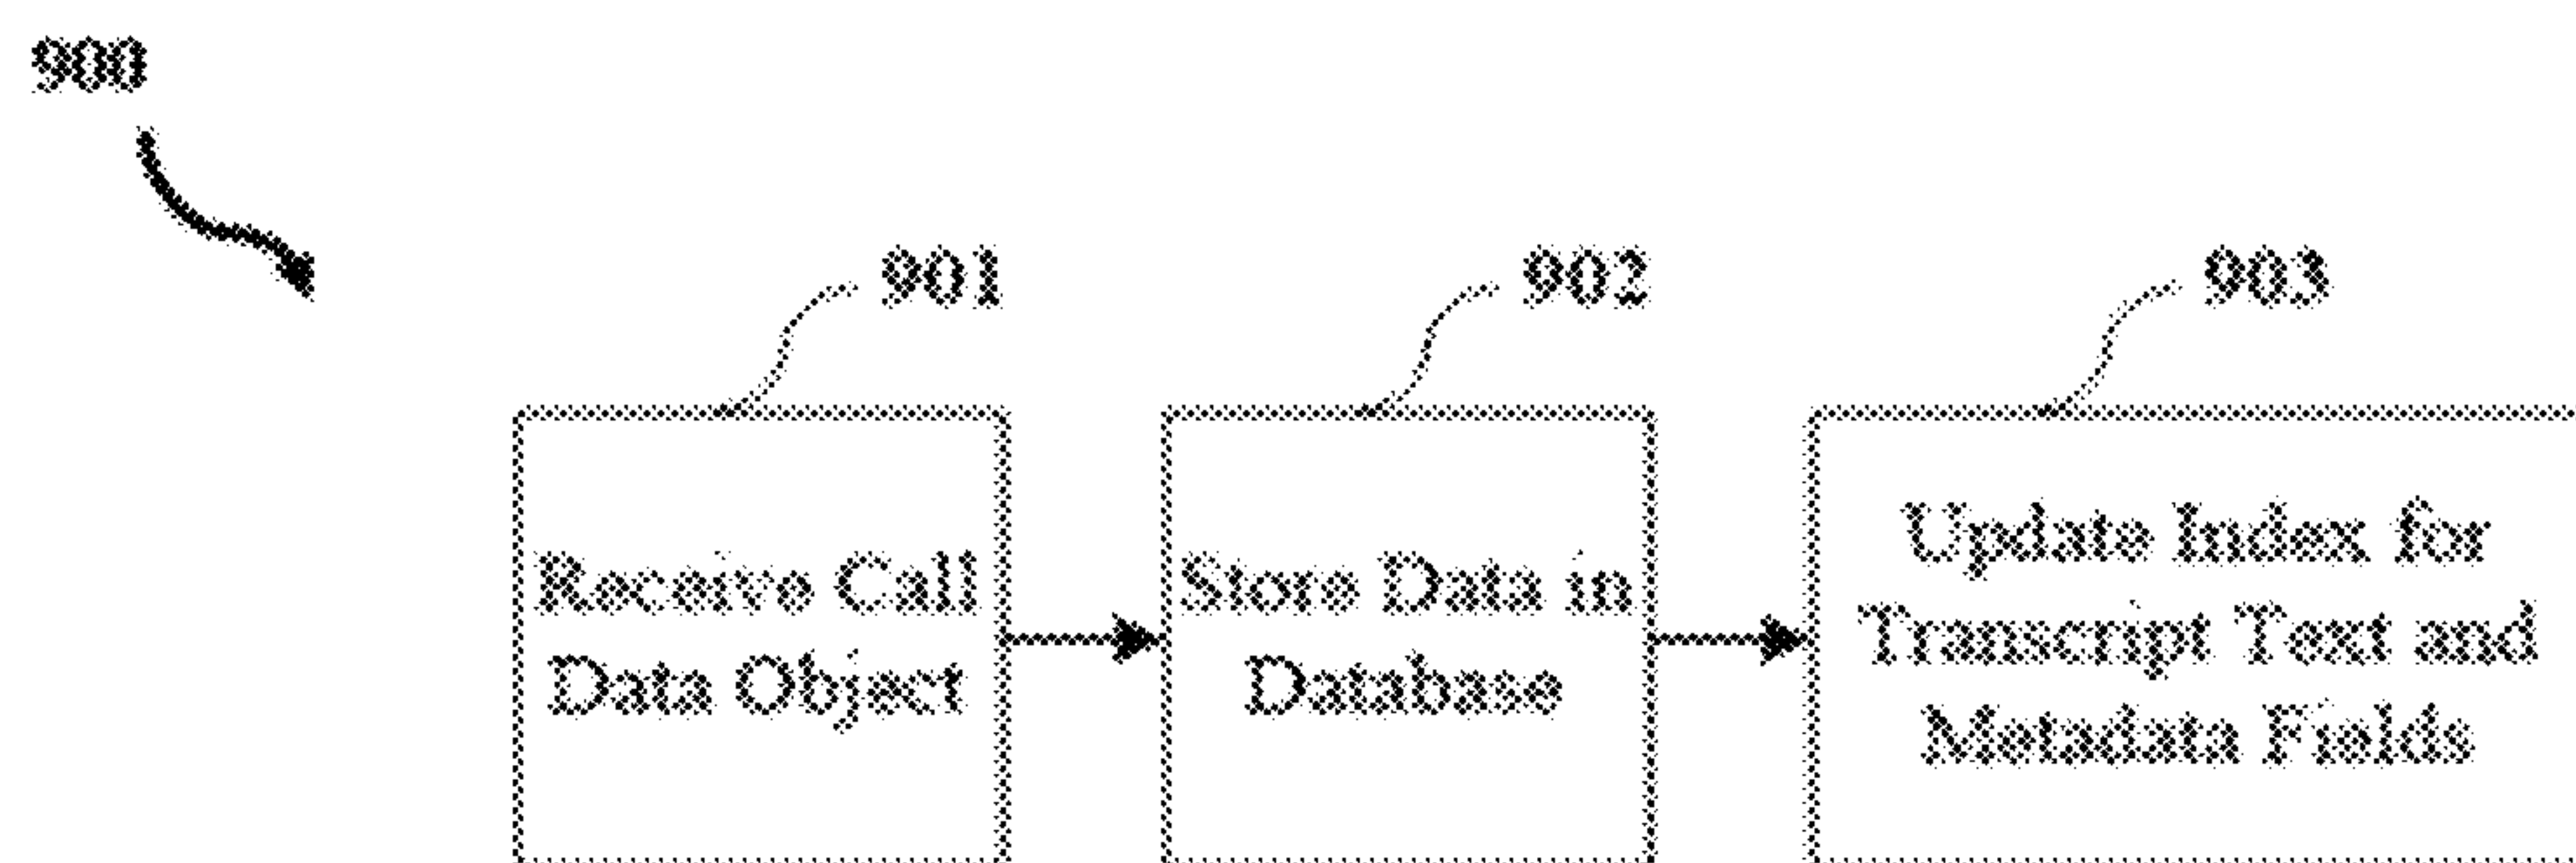 900
901
902
903
Receive Call
Data Object
Store Data in
Database
Update Index for
Transcript Text and
Metadata Fields